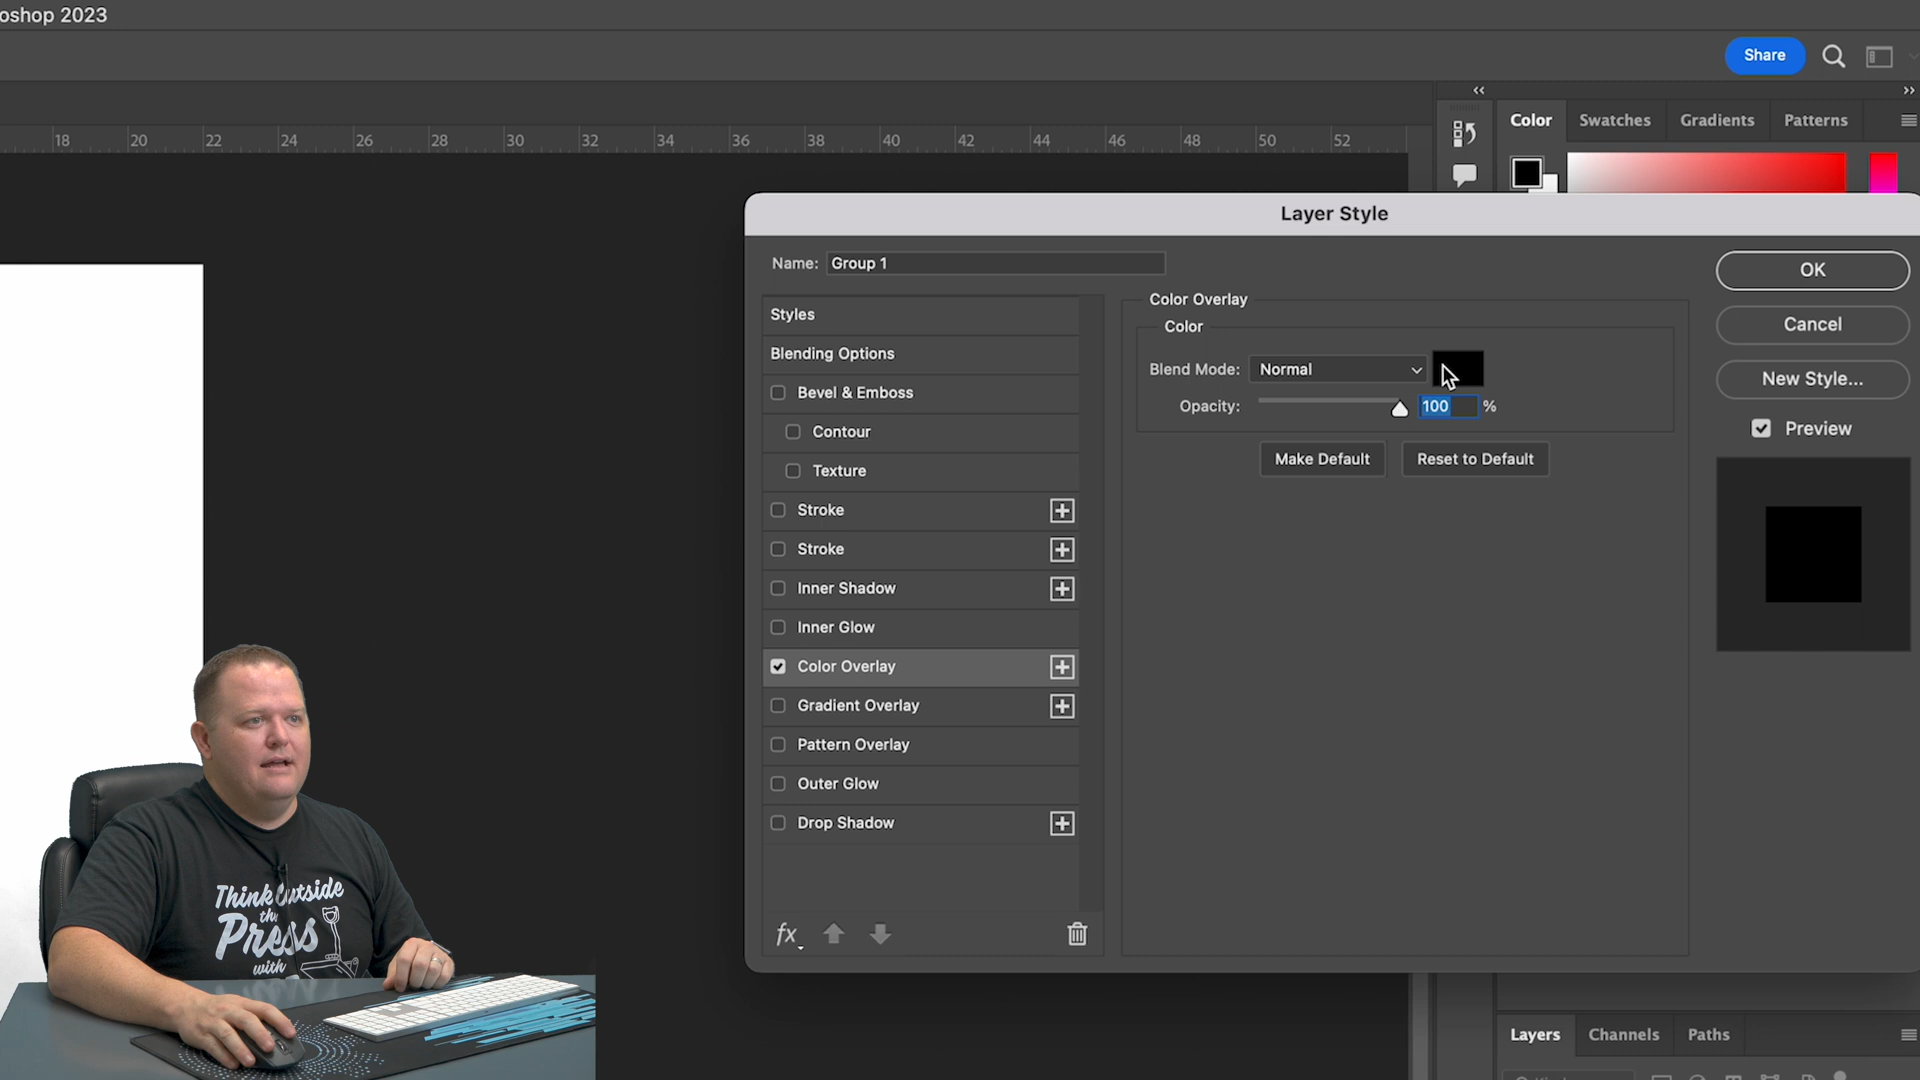 oshop 2023
Share
18 20 22 24 26 28 30 32 34 36 38 40 42 44 46 48 50 52
Color Swatches Gradients Patterns
Layer Style
Name: Group 1
Styles
Blending Options
Bevel & Emboss
Contour
Texture
Stroke
Stroke
Inner Shadow
Inner Glow
Color Overlay
Gradient Overlay
Pattern Overlay
Outer Glow
Drop Shadow
fx
Color Overlay
Color
Blend Mode: Normal
Opacity: 100 %
Make Default Reset to Default
OK
Cancel
New Style...
Preview
Think Outside
the
Press
with
Layers Channels Paths